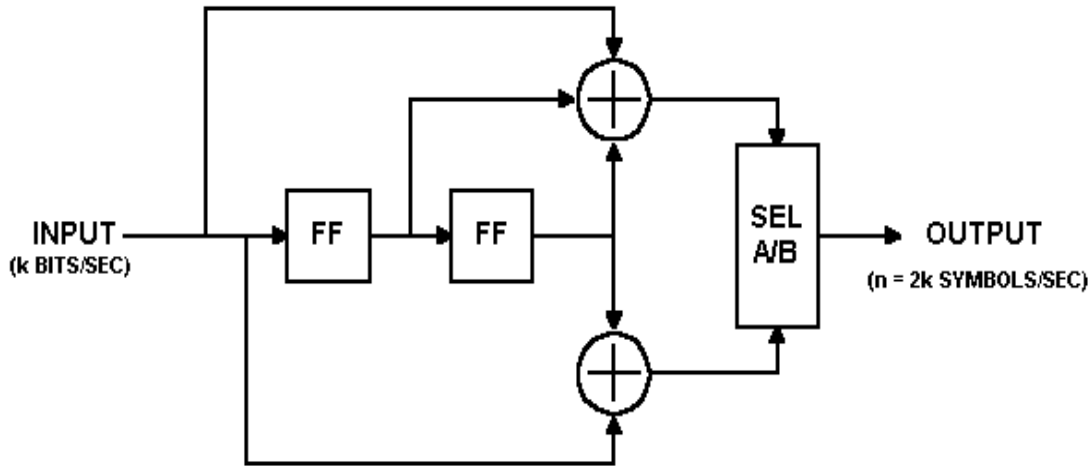 INPUT
(k BITS/SEC)
FF
FF
SEL
A/B
OUTPUT
(n = 2k SYMBOLS/SEC)